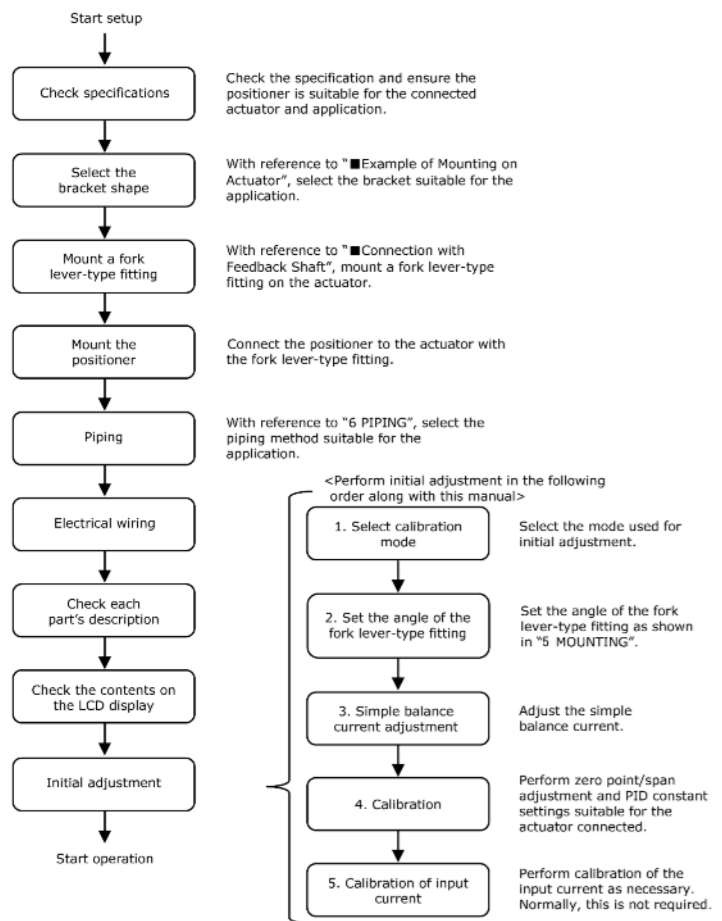 Start setup
Check specifications
Check the specification and ensure the
positioner is suitable for the connected
actuator and application.
Select the
bracket shape
With reference to "■Example of Mounting on
Actuator", select the bracket suitable for the
application.
Mount a fork
lever-type fitting
With reference to "■Connection with
Feedback Shaft", mount a fork lever-type
fitting on the actuator.
Mount the
positioner
Connect the positioner to the actuator with
the fork lever-type fitting.
Piping
With reference to "6 PIPING", select the
piping method suitable for the
application.
Electrical wiring
Check each
part's description
Check the contents on
the LCD display
Initial adjustment
Start operation
<Perform initial adjustment in the following
order along with this manual>
1. Select calibration
mode
Select the mode used for
initial adjustment.
2. Set the angle of the
fork lever-type fitting
Set the angle of the fork
lever-type fitting as shown
in "5 MOUNTING".
3. Simple balance
current adjustment
Adjust the simple
balance current.
4. Calibration
Perform zero point/span
adjustment and PID constant
settings suitable for the
actuator connected.
5. Calibration of input
current
Perform calibration of the
input current as necessary.
Normally, this is not required.